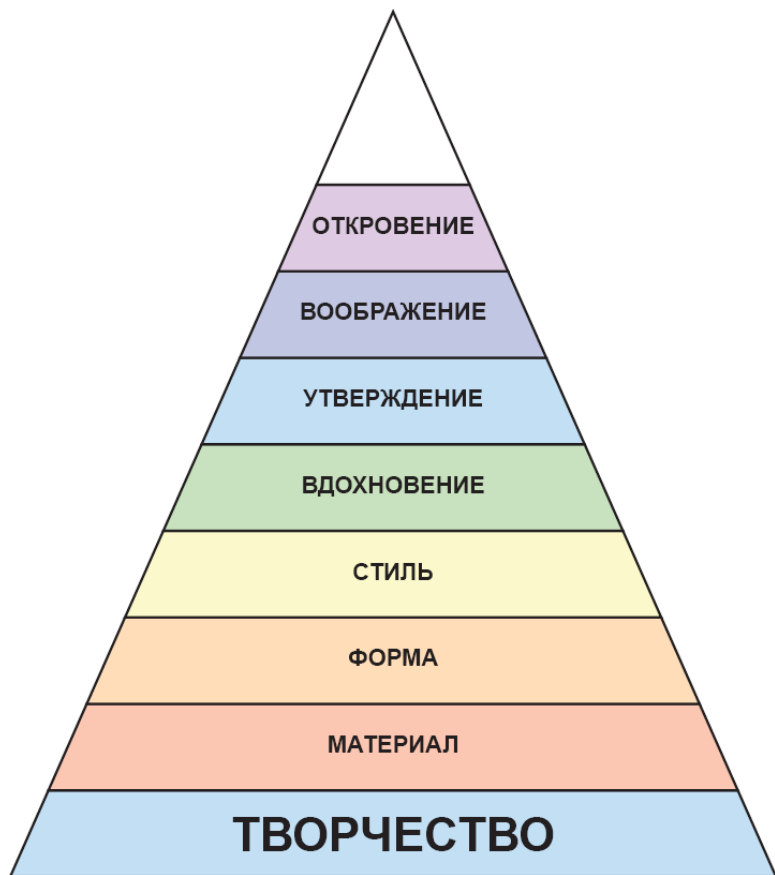 ОТКРОВЕНИЕ
ВООБРАЖЕНИЕ
УТВЕРЖДЕНИЕ
ВДОХНОВЕНИЕ
СТИЛЬ
ФОРМА
МАТЕРИАЛ
ТВОРЧЕСТВО